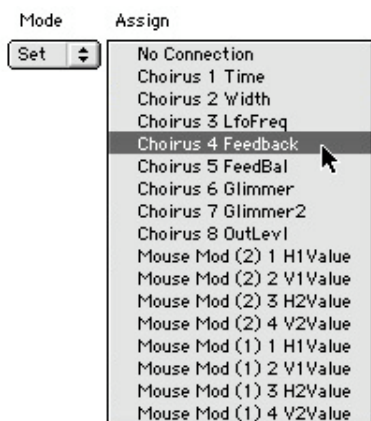 Mode Assign
Set No Connection
Choirus 1 Time
Choirus 2 Width
Choirus 3 LfoFreq
Choirus 4 Feedback
Choirus 5 FeedBal
Choirus 6 Glimmer
Choirus 7 Glimmer2
Choirus 8 OutLevl
Mouse Mod (2) 1 H1Value
Mouse Mod (2) 2 V1Value
Mouse Mod (2) 3 H2Value
Mouse Mod (2) 4 V2Value
Mouse Mod (1) 1 H1Value
Mouse Mod (1) 2 V1Value
Mouse Mod (1) 3 H2Value
Mouse Mod (1) 4 V2Value